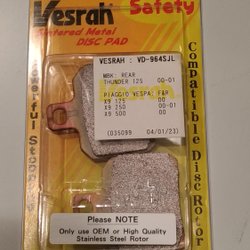 Vesrah
Safety
Sintered Metal
DISC PAD
VESRAH : VD-964SJL
MBK: REAR
THUNDER 125 00-01
PIAGGIO VESPA: F&R
X9 125 00
X9 250 00-01
X9 500 00
(035099 04/01/23)
Powerful Stop
Compatible Disc Rotor
Please NOTE
Only use OEM or High Quality
Stainless Steel Rotor